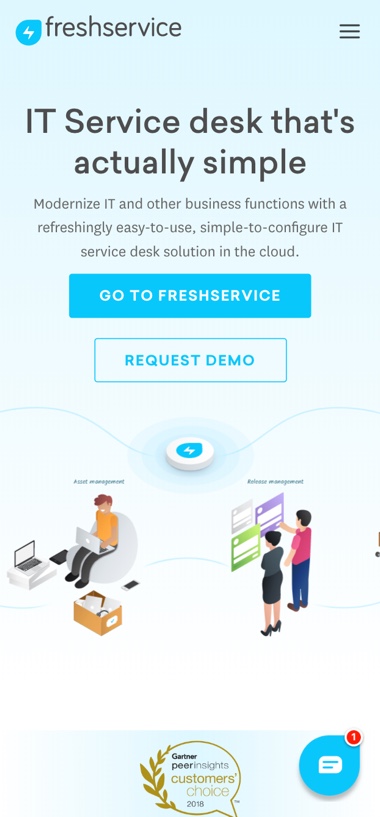 freshservice
IT Service desk that's
actually simple
Modernize IT and other business functions with a
refreshingly easy-to-use, simple-to-configure IT
service desk solution in the cloud.
GO TO FRESHSERVICE
REQUEST DEMO
Asset management
Release management
1
Gartner
peerinsights
customers'
choice
2018
TM